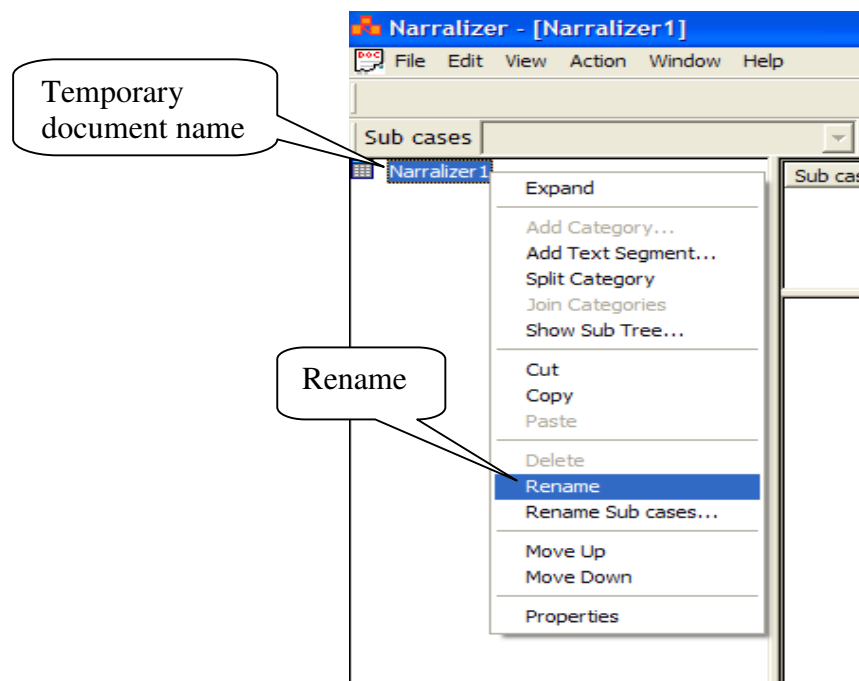 Narralizer - [Narralizer1]
File Edit View Action Window Help
Temporary
document name
Sub cases
Narralizer1
Sub cas
Expand
Add Category...
Add Text Segment...
Split Category
Join Categories
Show Sub Tree...
Rename
Cut
Copy
Paste
Delete
Rename
Rename Sub cases...
Move Up
Move Down
Properties